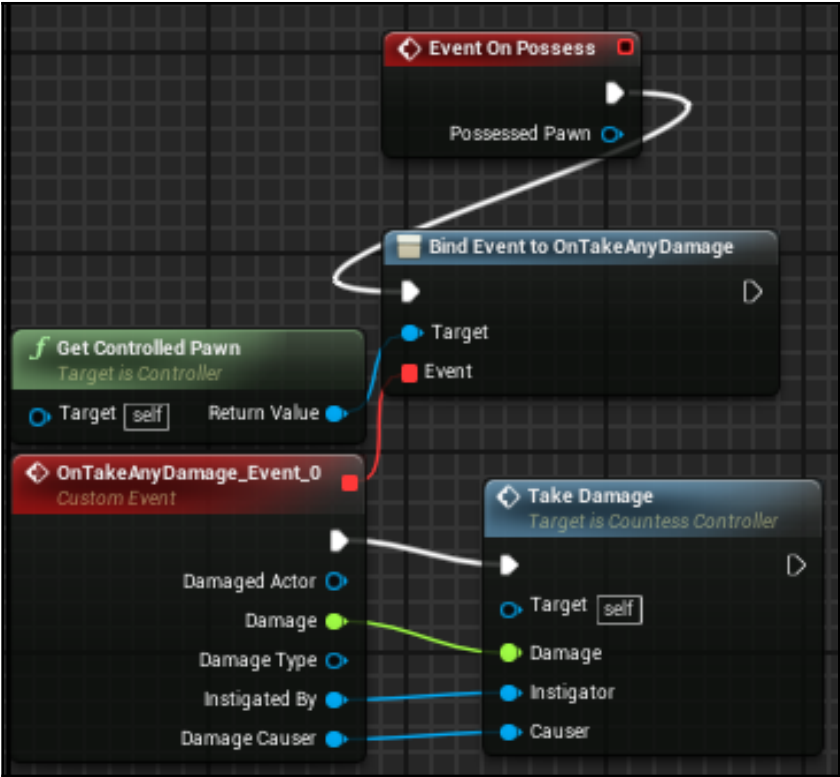 Event On Possess
Possessed Pawn
Bind Event to OnTakeAnyDamage
Target
Event
f Get Controlled Pawn
Target is Controller
Target self Return Value
OnTakeAnyDamage_Event_0
Custom Event
Damaged Actor
Damage
Damage Type
Instigated By
Damage Causer
Take Damage
Target is Countess Controller
Target self
Damage
Instigator
Causer